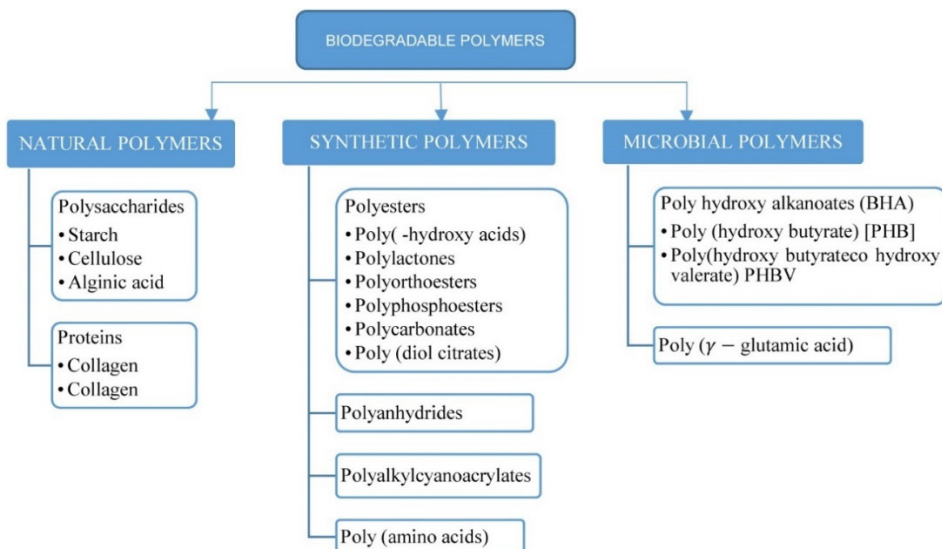 BIODEGRADABLE POLYMERS
NATURAL POLYMERS
Polysaccharides
• Starch
• Cellulose
• Alginic acid
Proteins
• Collagen
• Collagen
SYNTHETIC POLYMERS
Polyesters
• Poly( -hydroxy acids)
• Polylactones
• Polyorthoesters
• Polyphosphoesters
• Polycarbonates
• Poly (diol citrates)
Polyanhydrides
Polyalkylcyanoacrylates
Poly (amino acids)
MICROBIAL POLYMERS
Poly hydroxy alkanoates (BHA)
• Poly (hydroxy butyrate) [PHB]
• Poly(hydroxy butyrateco hydroxy
valerate) PHBV
Poly (γ − glutamic acid)